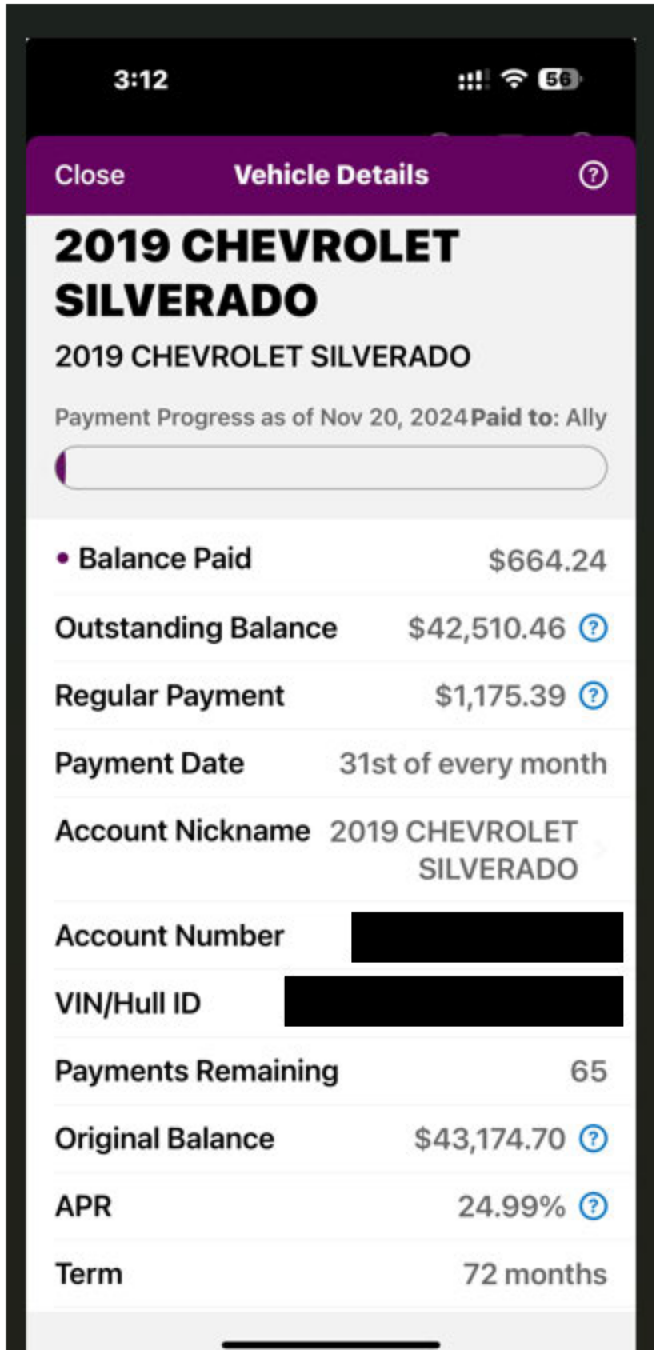 3:12
56
Close
Vehicle Details
?
2019 CHEVROLET
SILVERADO
2019 CHEVROLET SILVERADO
Payment Progress as of Nov 20, 2024 Paid to: Ally
• Balance Paid $664.24
Outstanding Balance $42,510.46 ?
Regular Payment $1,175.39 ?
Payment Date 31st of every month
Account Nickname 2019 CHEVROLET
SILVERADO
Account Number
VIN/Hull ID
Payments Remaining 65
Original Balance $43,174.70 ?
APR 24.99% ?
Term 72 months